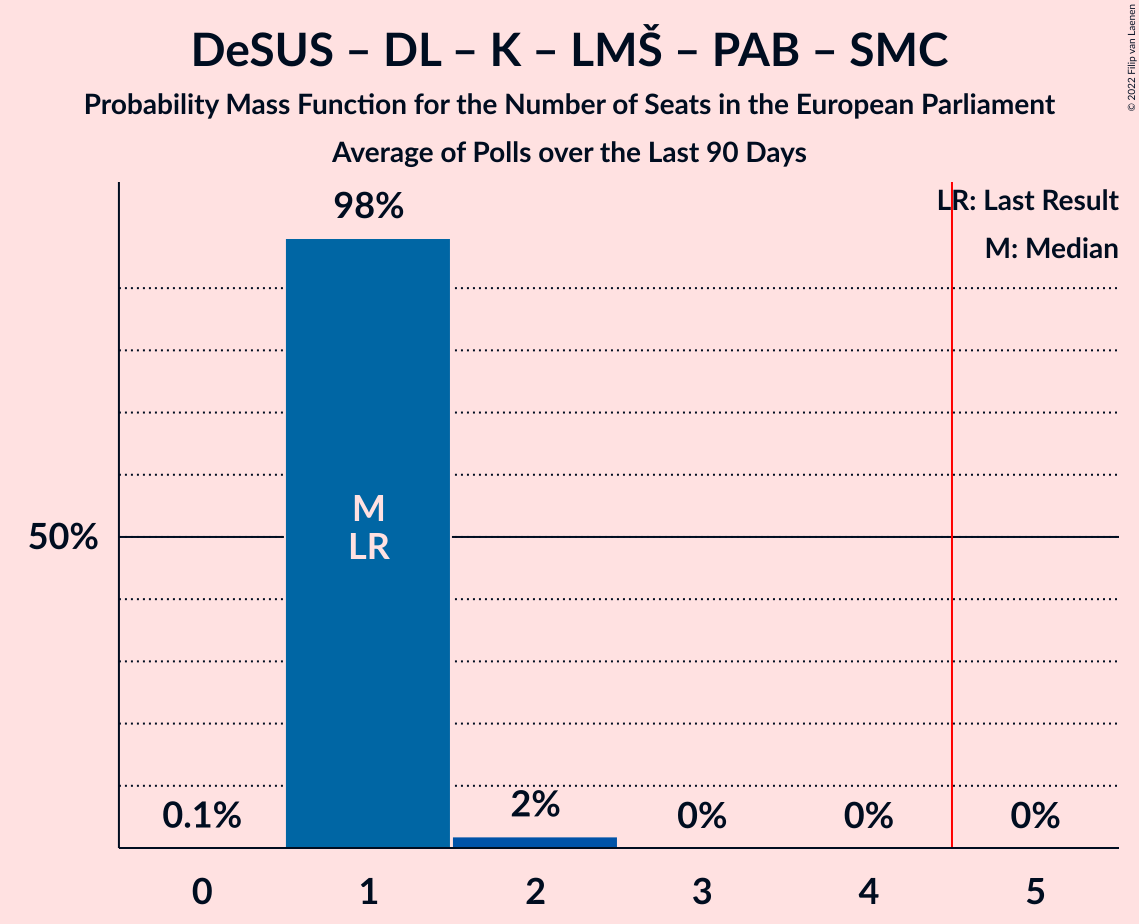 DeSUS – DL – K – LMŠ – PAB – SMC
Probability Mass Function for the Number of Seats in the European Parliament
Average of Polls over the Last 90 Days
© 2022 Filip van Laenen
LR: Last Result
M: Median
98%
M
LR
50%
0.1%
2%
0%
0%
0%
0 1 2 3 4 5